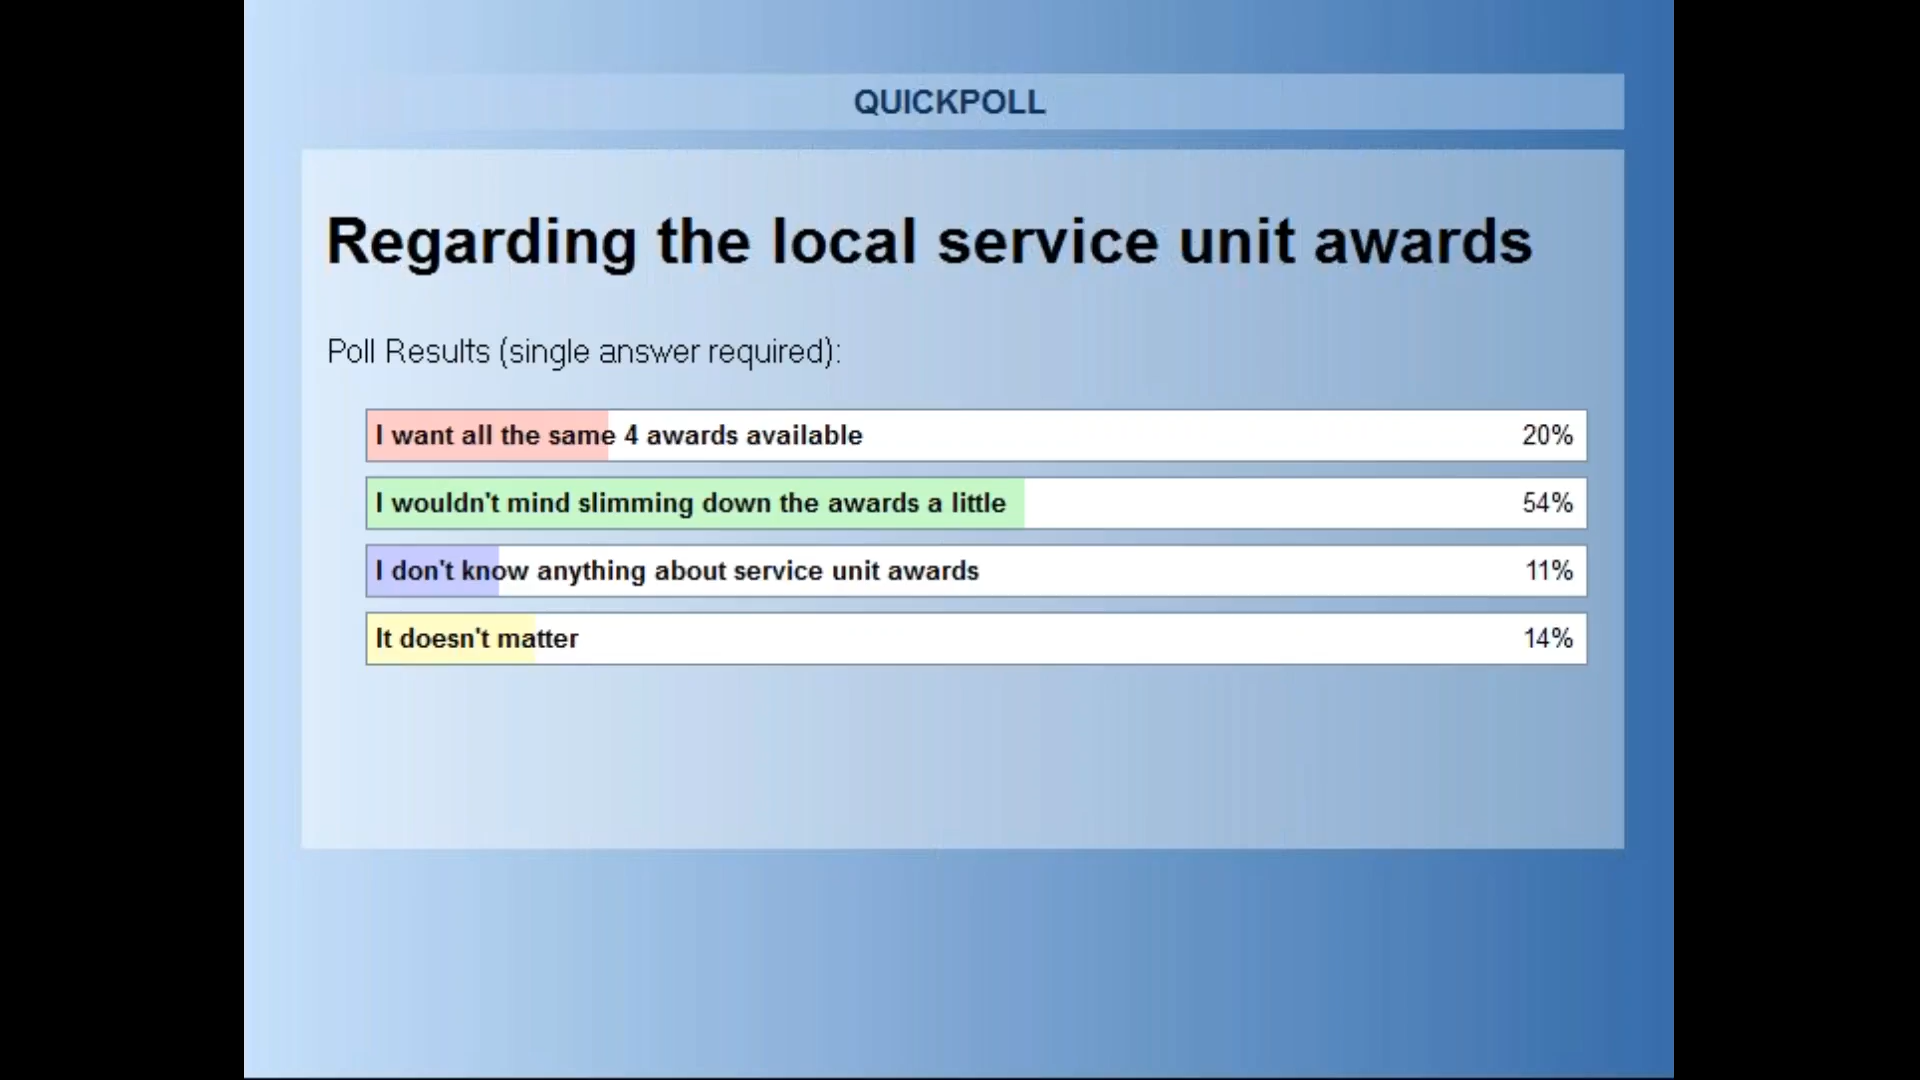 QUICKPOLL
Regarding the local service unit awards
Poll Results (single answer required):
I want all the same 4 awards available 20%
I wouldn't mind slimming down the awards a little 54%
I don't know anything about service unit awards 11%
It doesn't matter 14%